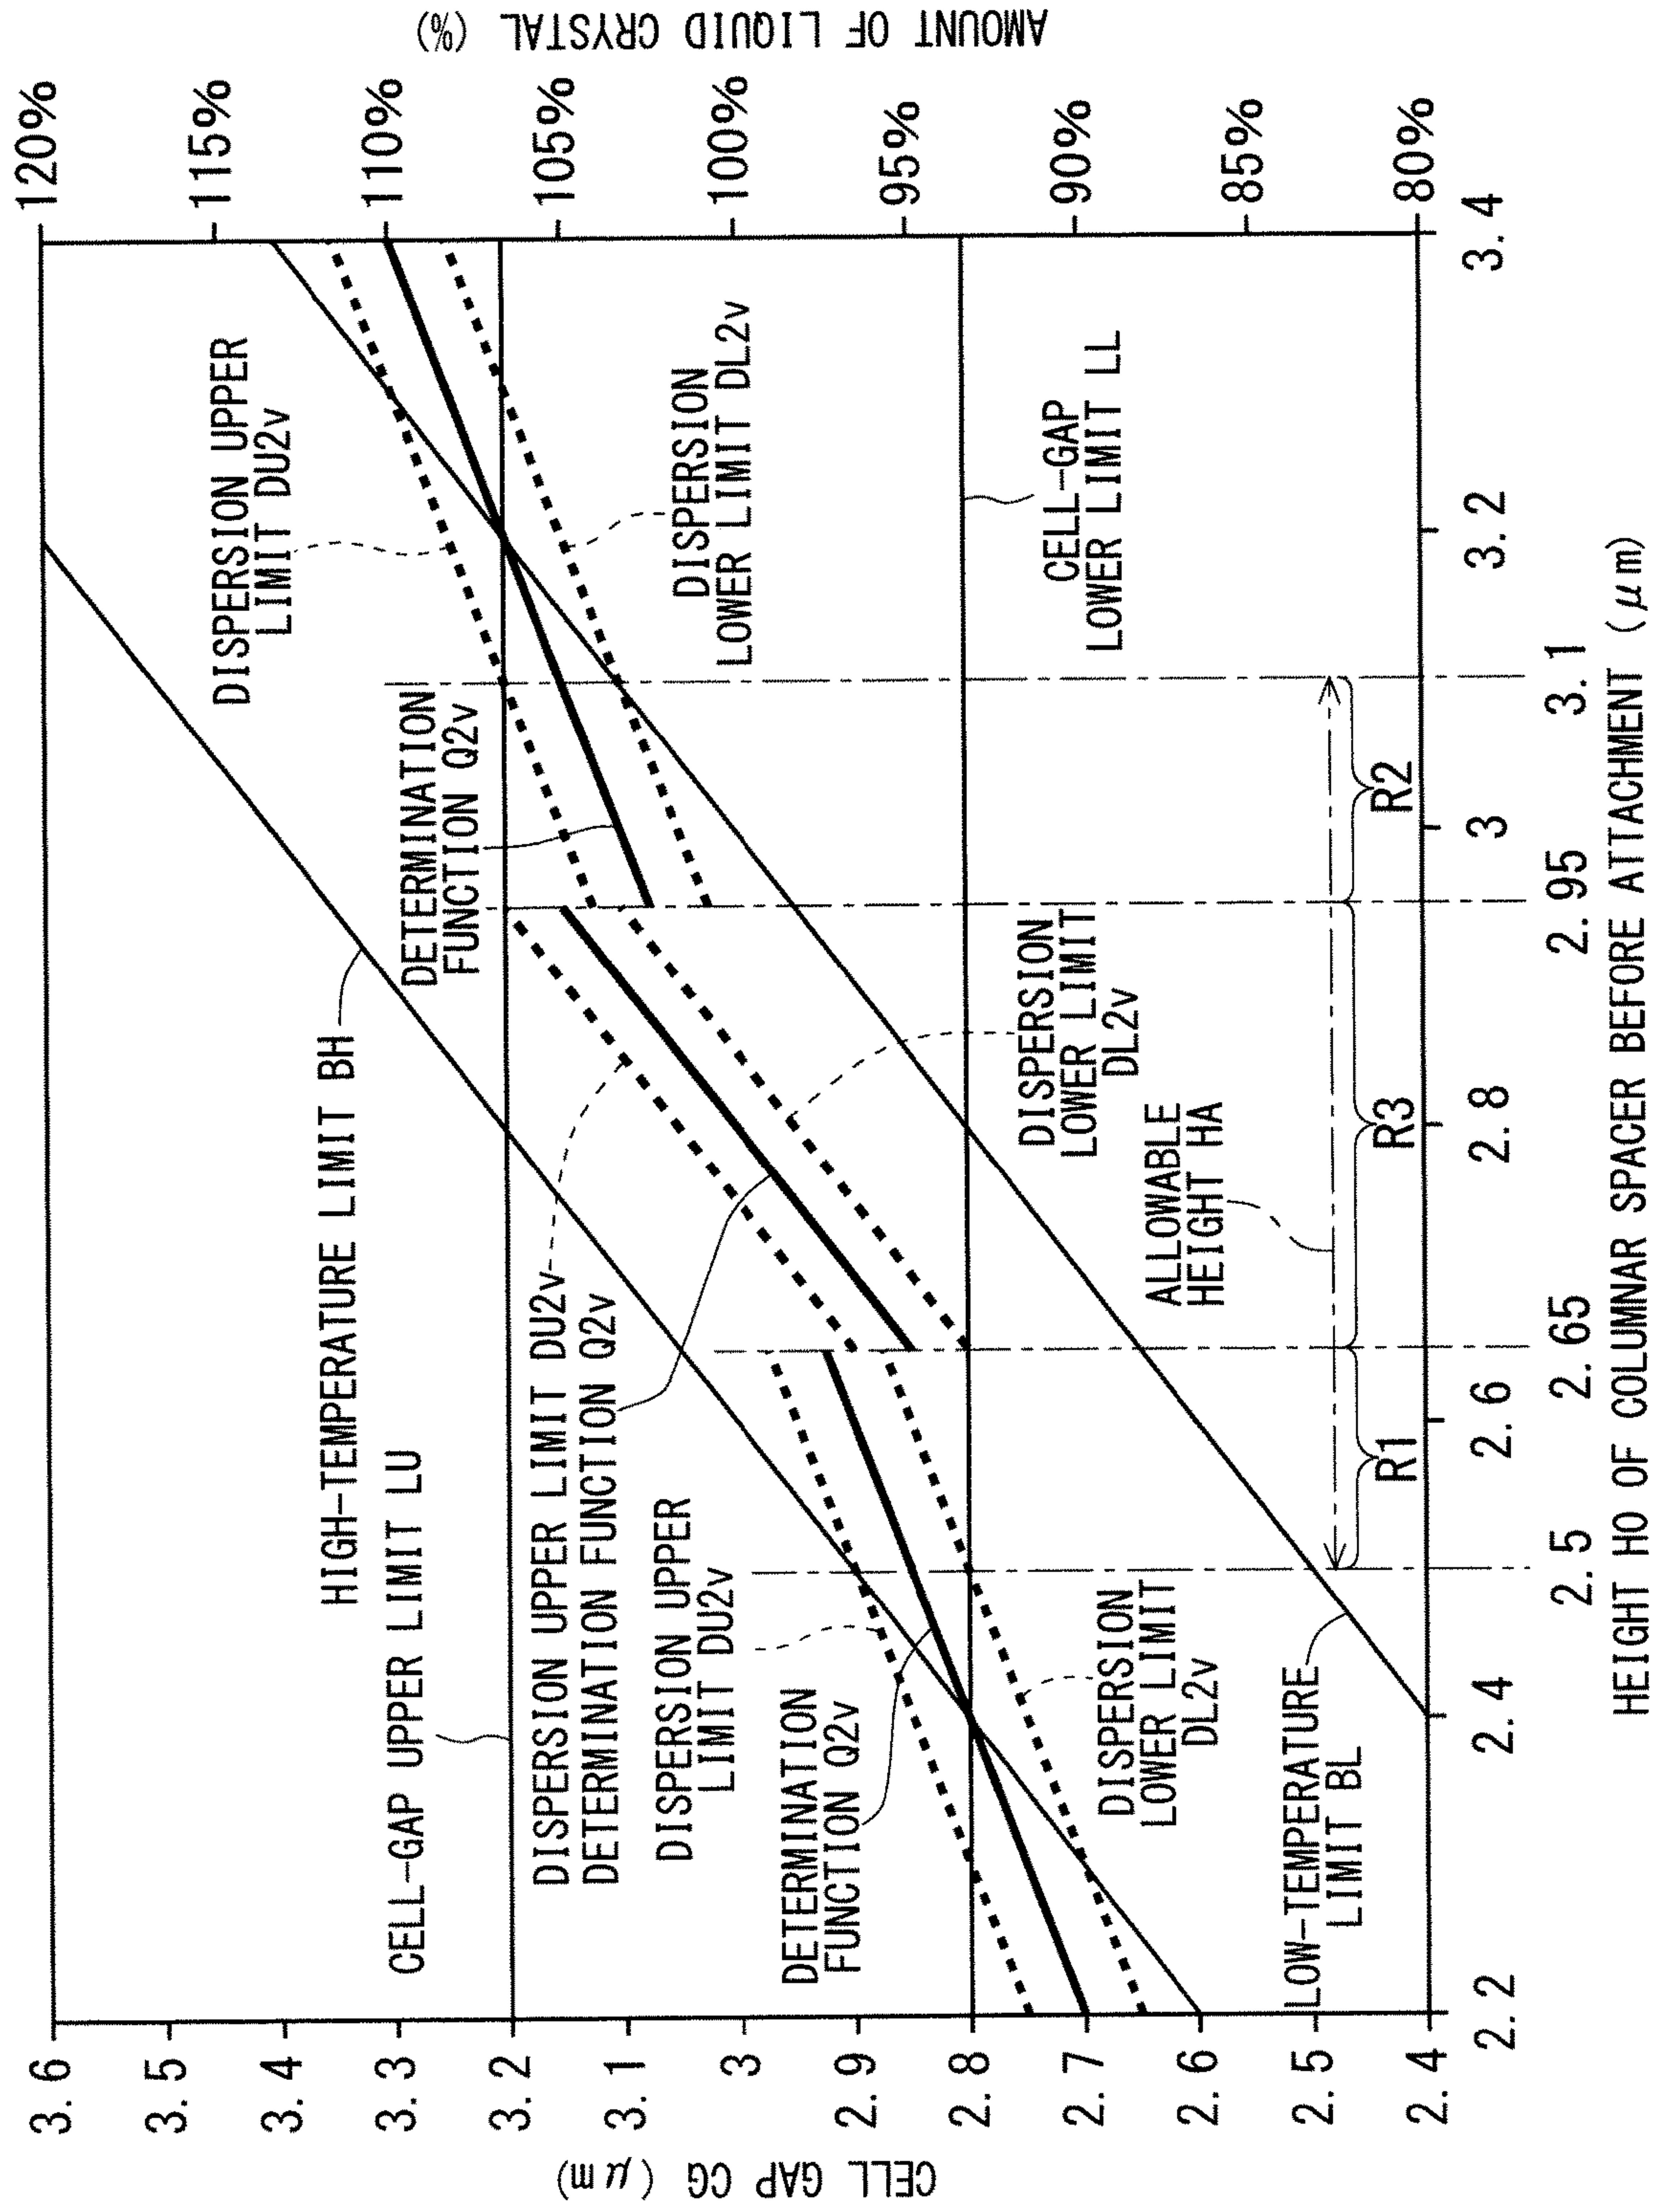 3.6
3.5
3.4
3.3
3.2
3.1
3
2.9
2.8
2.7
2.6
2.5
2.4
CELL GAP CG (μm)
120%
115%
110%
105%
100%
95%
90%
85%
80%
AMOUNT OF LIQUID CRYSTAL (%)
HIGH-TEMPERATURE LIMIT BH
CELL-GAP UPPER LIMIT LU
DISPERSION UPPER LIMIT DU2v
DETERMINATION FUNCTION Q2v
DISPERSION UPPER
LIMIT DU2v
DETERMINATION
FUNCTION Q2v
DISPERSION
LOWER LIMIT
DL2v
LOW-TEMPERATURE
LIMIT BL
DETERMINATION
FUNCTION Q2v
DISPERSION UPPER
LIMIT DU2v
DISPERSION
LOWER LIMIT DL2v
CELL-GAP
LOWER LIMIT LL
DISPERSION
LOWER LIMIT
DL2v
ALLOWABLE
HEIGHT HA
R1
R3
R2
2.2
2.4
2.6
2.8
3
3.2
3.4
2.5
2.65
2.95
3.1
HEIGHT HO OF COLUMNAR SPACER BEFORE ATTACHMENT (μm)